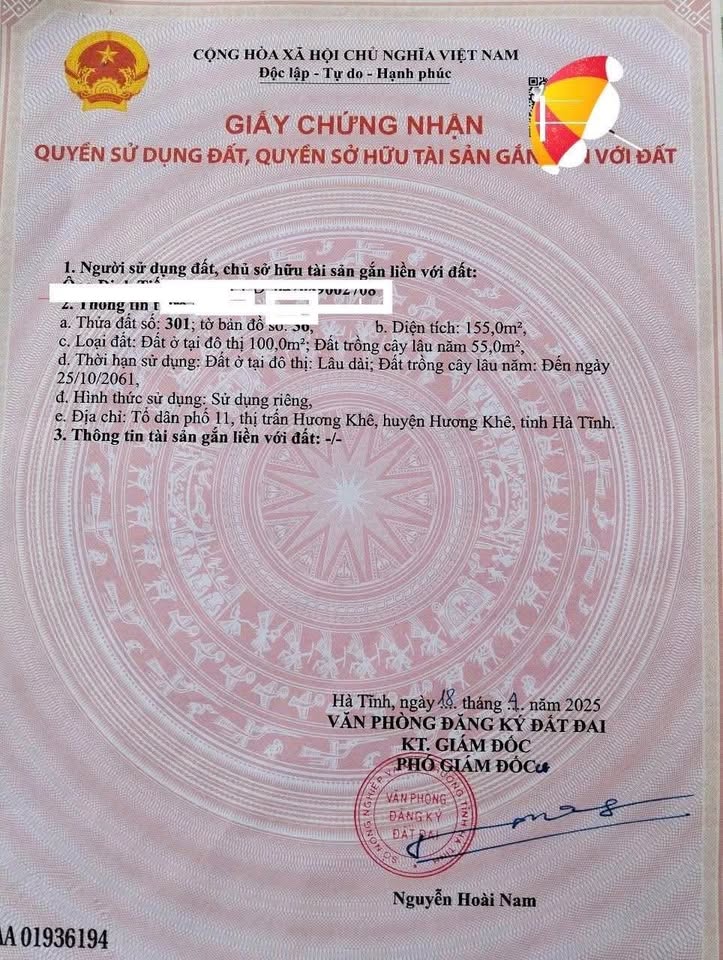 CỘNG HÒA XÃ HỘI CHỦ NGHĨA VIỆT NAM
Độc lập - Tự do - Hạnh phúc
GIẤY CHỨNG NHẬN
QUYỀN SỬ DỤNG ĐẤT, QUYỀN SỞ HỮU TÀI SẢN GẮN VỚI ĐẤT
1. Người sử dụng đất, chủ sở hữu tài sản gắn liền với đất:
2. Thông tin
a. Thửa đất số: 301; tờ bản đồ số: 36, b. Diện tích: 155,0m²,
c. Loại đất: Đất ở tại đô thị 100,0m²; Đất trồng cây lâu năm 55,0m²,
d. Thời hạn sử dụng: Đất ở tại đô thị: Lâu dài; Đất trồng cây lâu năm: Đến ngày
25/10/2061,
đ. Hình thức sử dụng: Sử dụng riêng,
e. Địa chỉ: Tổ dân phố 11, thị trấn Hương Khê, huyện Hương Khê, tỉnh Hà Tĩnh.
3. Thông tin tài sản gắn liền với đất: -/-
Hà Tĩnh, ngày 18 tháng 4 năm 2025
VĂN PHÒNG ĐĂNG KÝ ĐẤT ĐAI
KT. GIÁM ĐỐC
PHÓ GIÁM ĐỐC
VĂN PHÒNG
ĐĂNG KÝ
ĐẤT ĐAI
Nguyễn Hoài Nam
AA 01936194